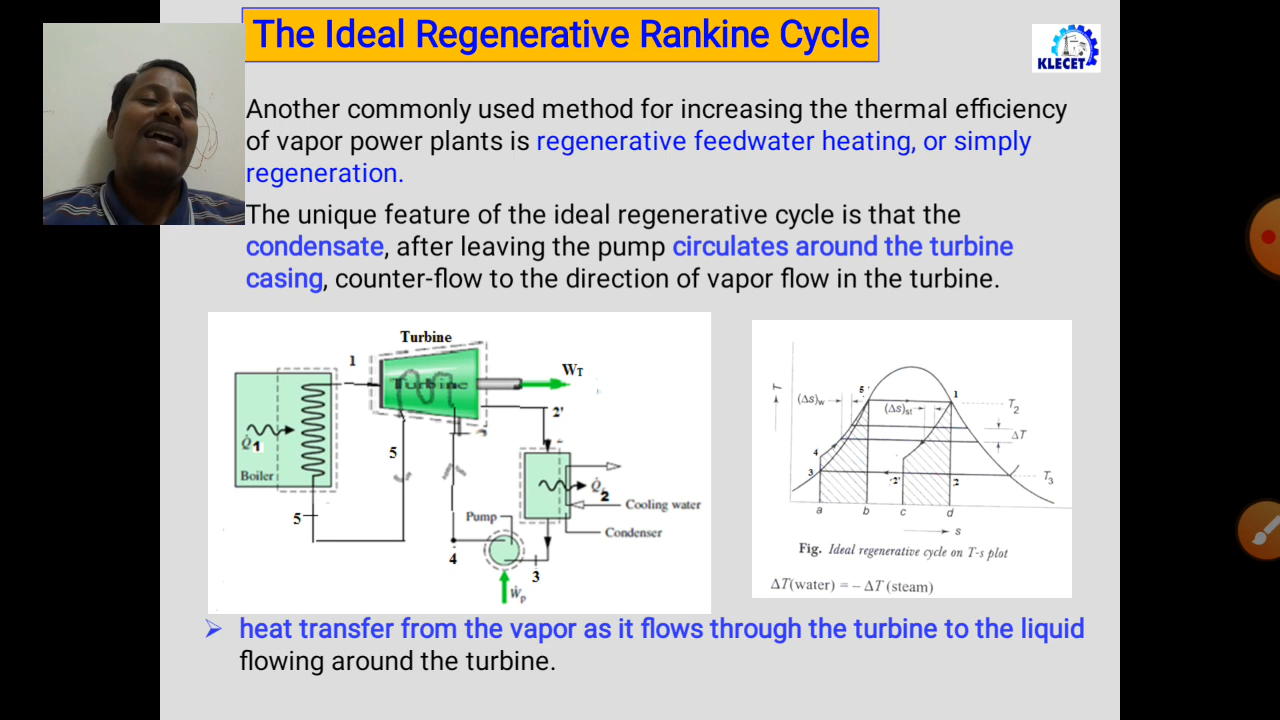 The Ideal Regenerative Rankine Cycle
KLECET
Another commonly used method for increasing the thermal efficiency
of vapor power plants is regenerative feedwater heating, or simply
regeneration.
The unique feature of the ideal regenerative cycle is that the
condensate, after leaving the pump circulates around the turbine
casing, counter-flow to the direction of vapor flow in the turbine.
Turbine
1
Turbine
WT
2'
Q̇1
Boiler
5
5
Q̇2
Cooling water
Pump
Condenser
4
3
Ẇp
T
5
1
(Δs)w
(Δs)st
T2
ΔT
4
3
2'
2
T3
a b c d
s
Fig. Ideal regenerative cycle on T-s plot
ΔT(water) = – ΔT (steam)
➢ heat transfer from the vapor as it flows through the turbine to the liquid
flowing around the turbine.